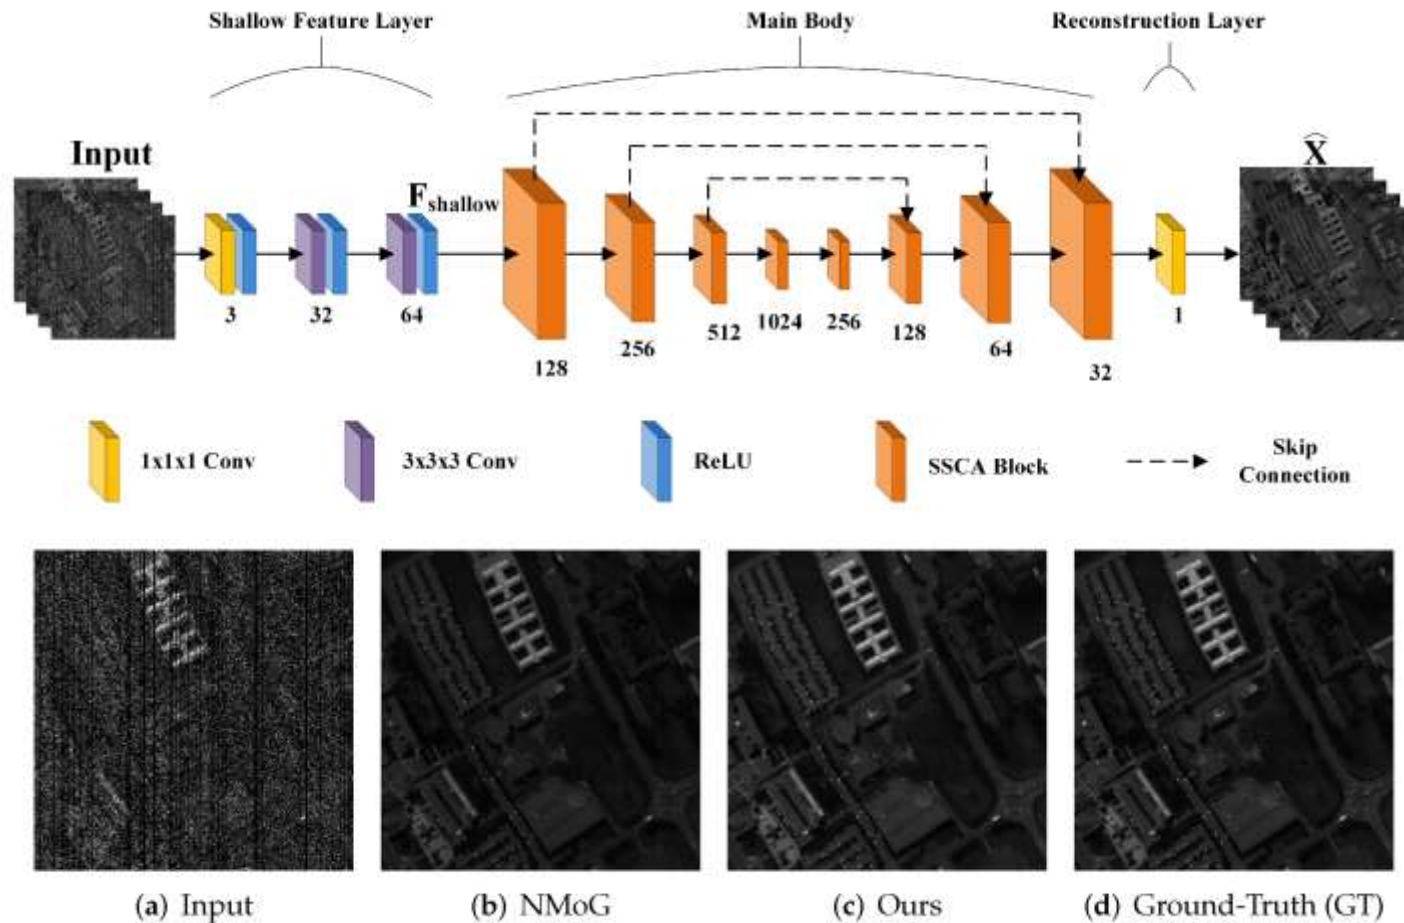 Shallow Feature Layer
Main Body
Reconstruction Layer
Input
X̂
F_shallow
3
32
64
128
256
512
1024
256
128
64
32
1
1x1x1 Conv
3x3x3 Conv
ReLU
SSCA Block
Skip
Connection
(a) Input
(b) NMoG
(c) Ours
(d) Ground-Truth (GT)